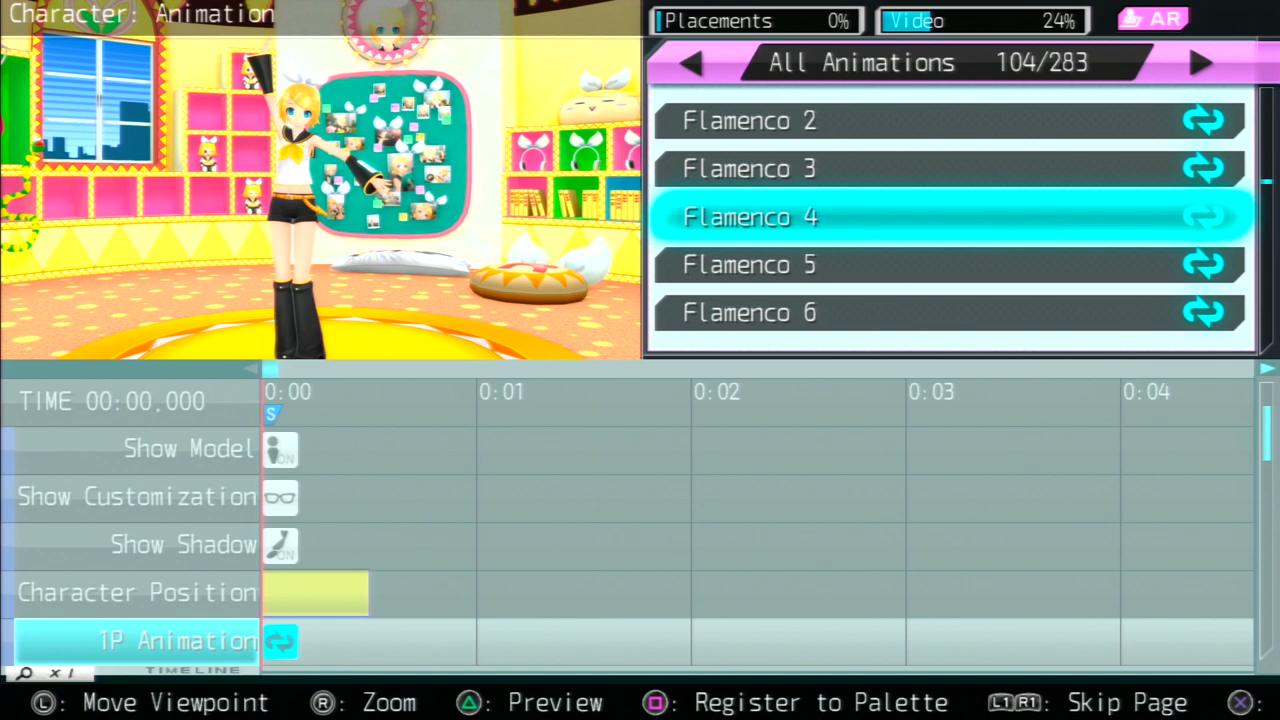 Character: Animation
Placements 0%
Video 24%
AR
All Animations 104/283
Flamenco 2
Flamenco 3
Flamenco 4
Flamenco 5
Flamenco 6
TIME 00:00.000
0:00 0:01 0:02 0:03 0:04
S
Show Model
ON
Show Customization
Show Shadow
ON
Character Position
1P Animation
x 1
TIMELINE
L: Move Viewpoint R: Zoom △: Preview □: Register to Palette L1/R1: Skip Page ×: